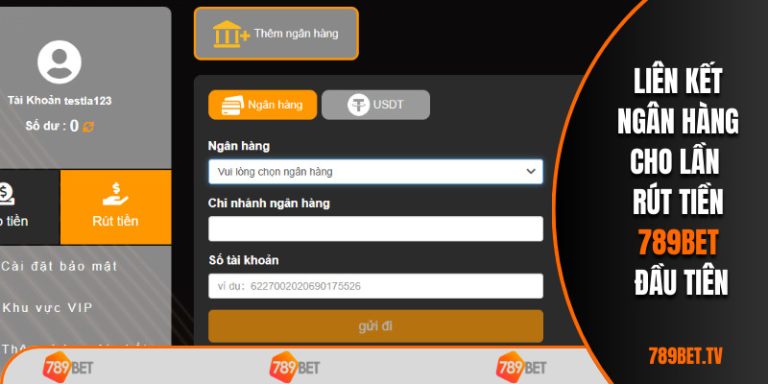 Thêm ngân hàng
Tài Khoản testla123
Số dư : 0
Ngân hàng
USDT
Ngân hàng
Vui lòng chọn ngân hàng
Chi nhánh ngân hàng
Số tài khoản
ví dụ: 6227002020690175526
gửi đi
tiền
Rút tiền
Cài đặt bảo mật
Khu vực VIP
LIÊN KẾT
NGÂN HÀNG
CHO LẦN
RÚT TIỀN
789BET
ĐẦU TIÊN
789BET.TV
789BET
789BET
789BET